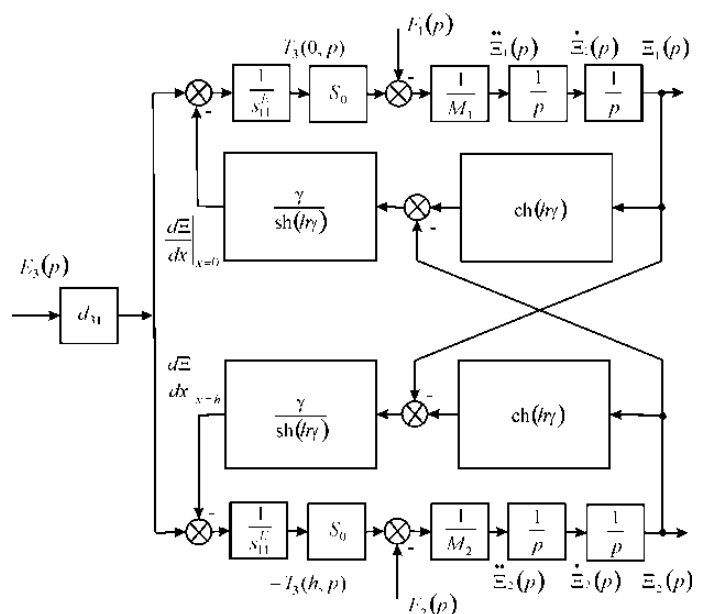 T₃(0, p)
F₁(p)
Ξ̈₁(p)
Ξ̇₁(p)
Ξ₁(p)
1/s₁₁ᴱ
S₀
1/M₁
1/p
1/p
γ/sh(hγ)
ch(hγ)
dΞ/dx|ₓ₌₀
E₃(p)
d₃₁
dΞ/dx ₓ₌ₕ
γ/sh(hγ)
ch(hγ)
1/s₁₁ᴱ
S₀
1/M₂
1/p
1/p
−T₃(h, p)
F₂(p)
Ξ̈₂(p)
Ξ̇₂(p)
Ξ₂(p)